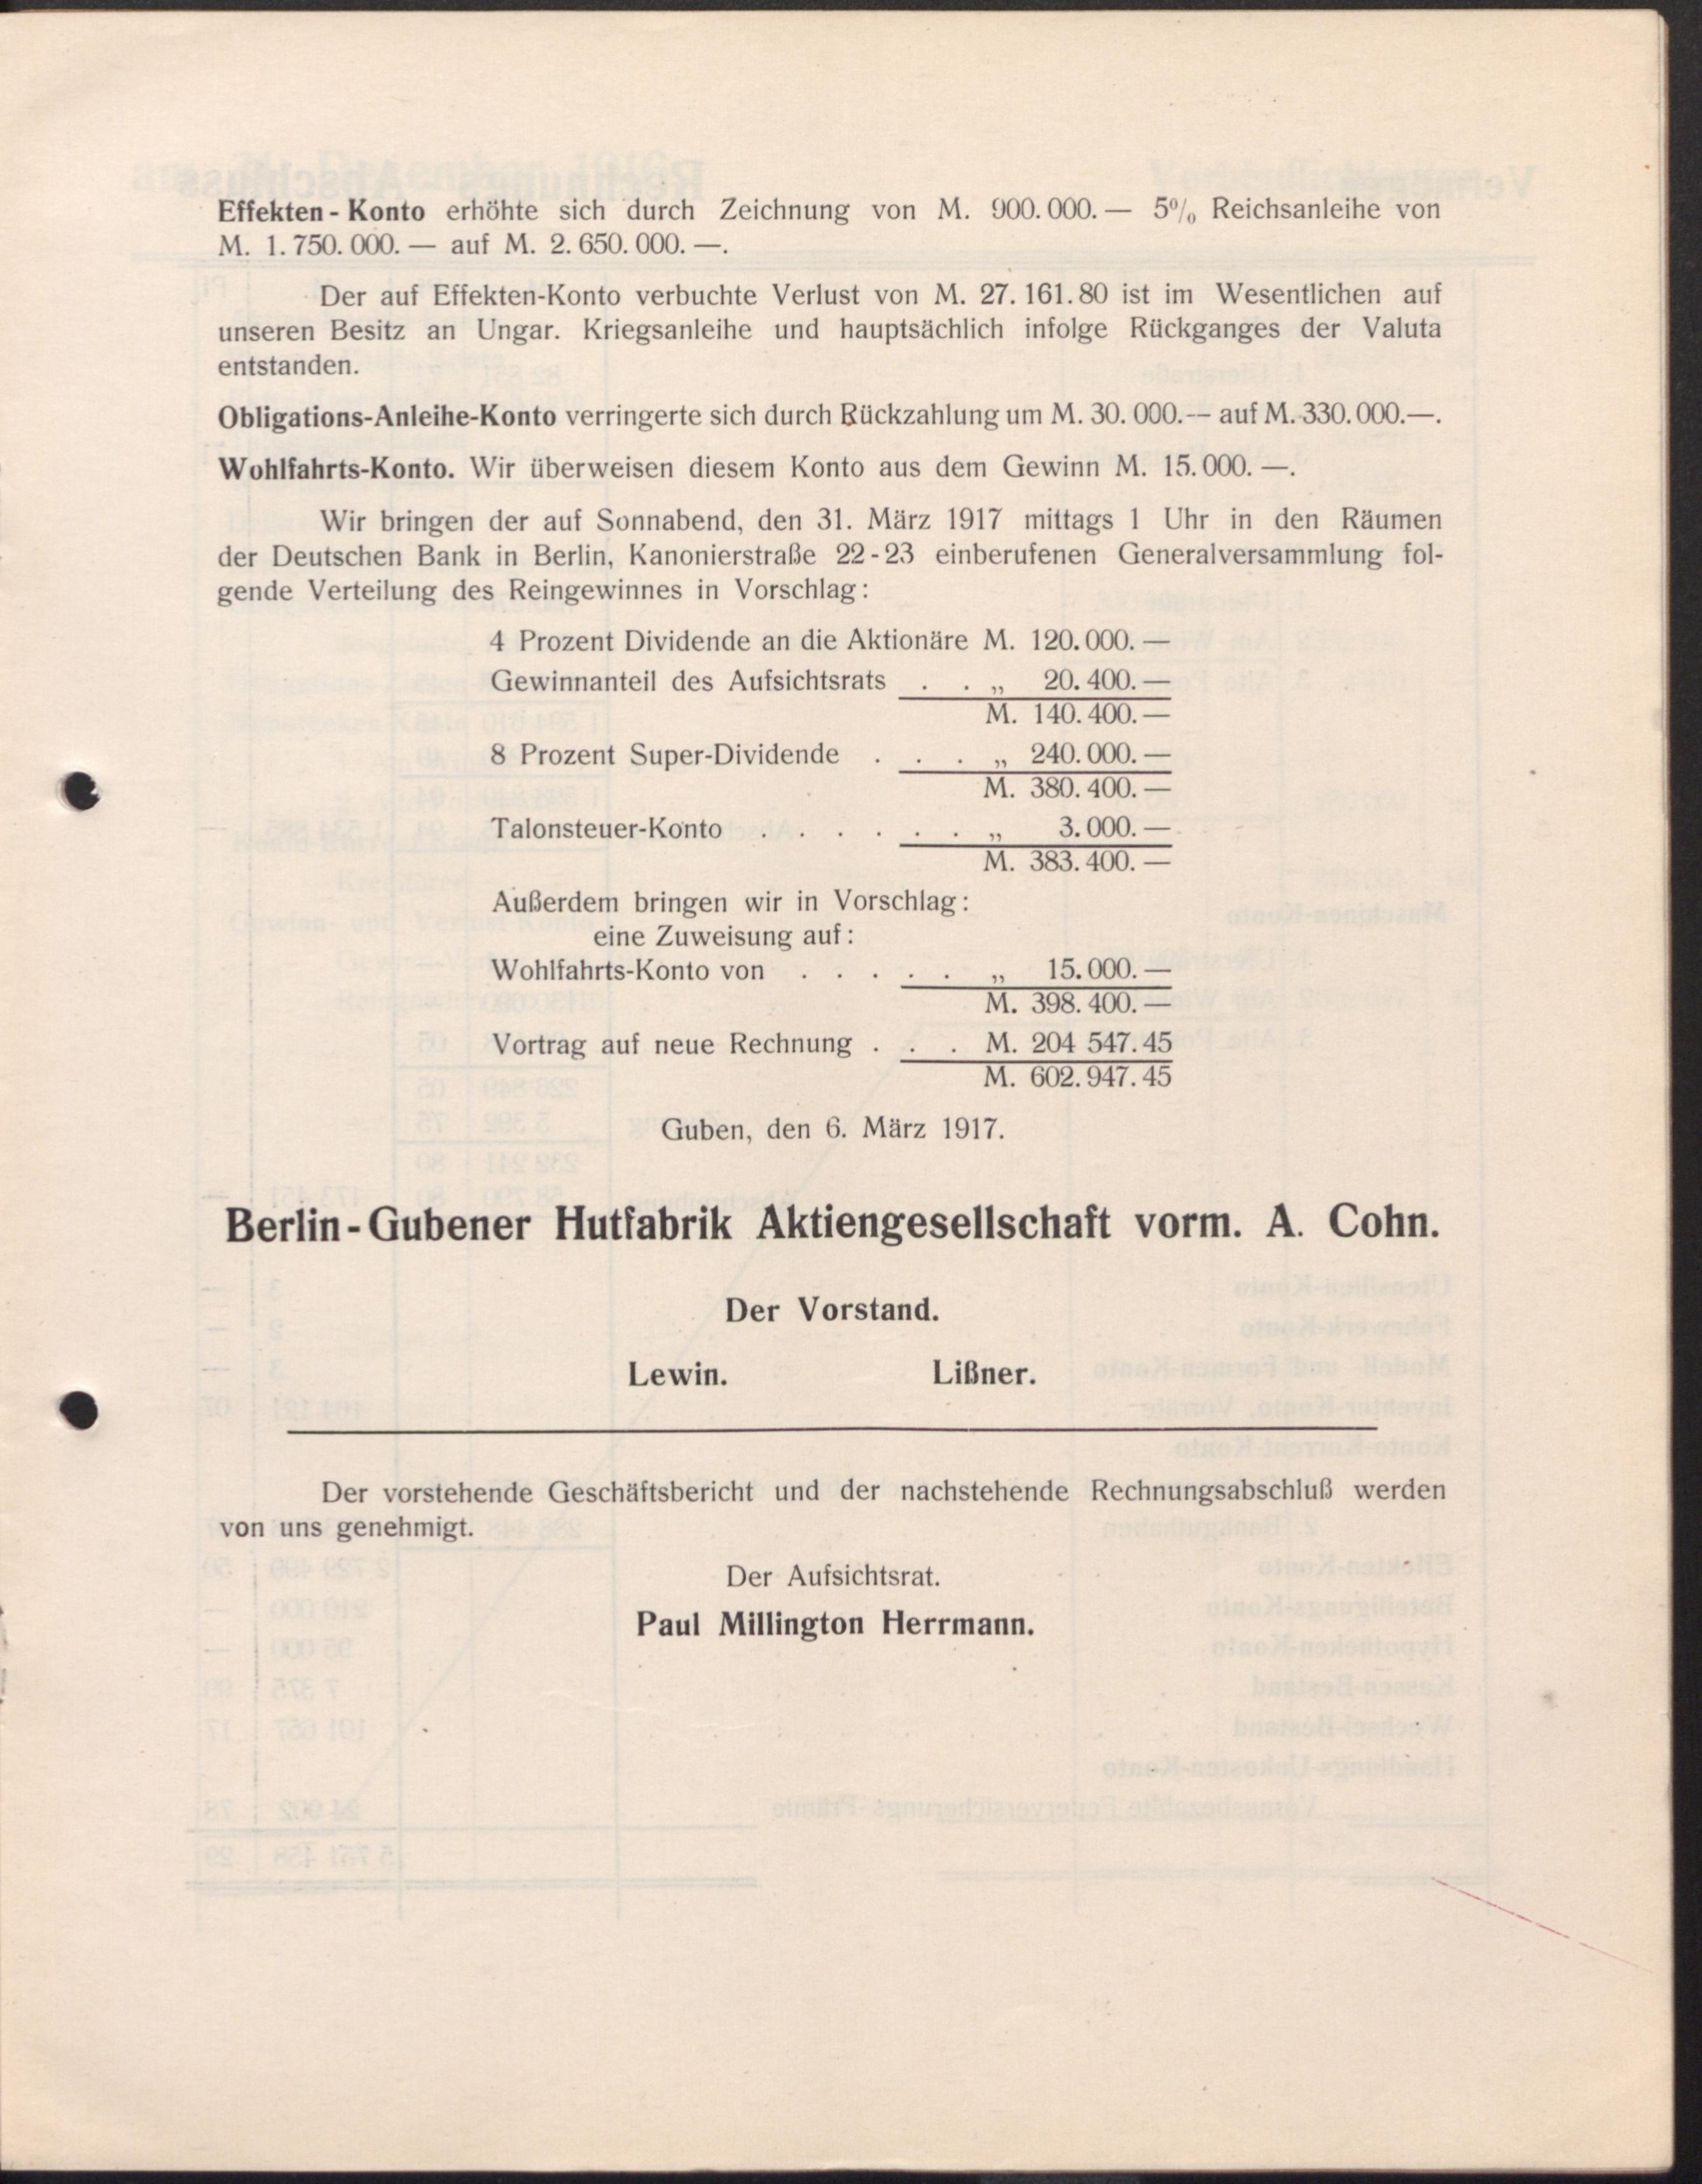 Effekten-Konto erhöhte sich durch Zeichnung von M. 900.000.— 5% Reichsanleihe von
M. 1.750.000.— auf M. 2.650.000.—.
Der auf Effekten-Konto verbuchte Verlust von M. 27.161.80 ist im Wesentlichen auf
unseren Besitz an Ungar. Kriegsanleihe und hauptsächlich infolge Rückganges der Valuta
entstanden.
Obligations-Anleihe-Konto verringerte sich durch Rückzahlung um M. 30.000.-- auf M. 330.000.—.
Wohlfahrts-Konto. Wir überweisen diesem Konto aus dem Gewinn M. 15.000.—.
Wir bringen der auf Sonnabend, den 31. März 1917 mittags 1 Uhr in den Räumen
der Deutschen Bank in Berlin, Kanonierstraße 22-23 einberufenen Generalversammlung fol-
gende Verteilung des Reingewinnes in Vorschlag:
4 Prozent Dividende an die Aktionäre M. 120.000.—
Gewinnanteil des Aufsichtsrats . . „ 20.400.—
M. 140.400.—
8 Prozent Super-Dividende . . . „ 240.000.—
M. 380.400.—
Talonsteuer-Konto . . . . . . „ 3.000.—
M. 383.400.—
Außerdem bringen wir in Vorschlag:
eine Zuweisung auf:
Wohlfahrts-Konto von . . . . . „ 15.000.—
M. 398.400.—
Vortrag auf neue Rechnung . . . M. 204 547.45
M. 602.947.45
Guben, den 6. März 1917.
Berlin-Gubener Hutfabrik Aktiengesellschaft vorm. A. Cohn.
Der Vorstand.
Lewin. Lißner.
Der vorstehende Geschäftsbericht und der nachstehende Rechnungsabschluß werden
von uns genehmigt.
Der Aufsichtsrat.
Paul Millington Herrmann.